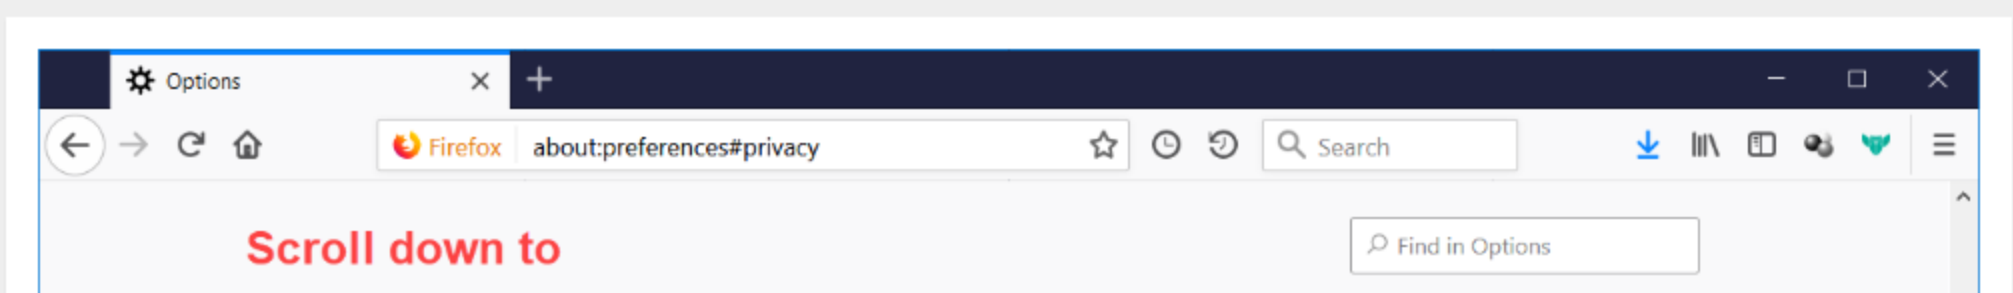 Options
Firefox about:preferences#privacy Search
Scroll down to Find in Options